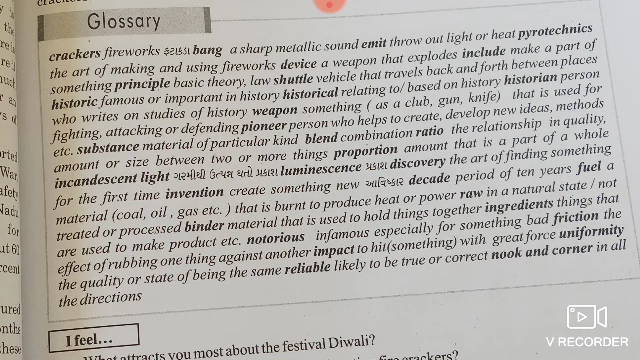 Glossary
crackers fireworks ફટાકડા bang a sharp metallic sound emit throw out light or heat pyrotechnics
the art of making and using fireworks device a weapon that explodes include make a part of
something principle basic theory, law shuttle vehicle that travels back and forth between places
historic famous or important in history historical relating to/ based on history historian person
who writes on studies of history weapon something ( as a club, gun, knife) that is used for
fighting, attacking or defending pioneer person who helps to create, develop new ideas, methods
etc. substance material of particular kind blend combination ratio the relationship in quality,
amount or size between two or more things proportion amount that is a part of a whole
incandescent light ગરમીથી ઉત્પન્ન થતો પ્રકાશ luminescence પ્રકાશ discovery the art of finding something
for the first time invention create something new આવિષ્કાર decade period of ten years fuel a
material (coal, oil , gas etc. ) that is burnt to produce heat or power raw in a natural state / not
treated or processed binder material that is used to hold things together ingredients things that
are used to make product etc. notorious infamous especially for something bad friction the
effect of rubbing one thing against another impact to hit(something) with great force uniformity
the quality or state of being the same reliable likely to be true or correct nook and corner in all
the directions
I feel...
What attracts you most about the festival Diwali?
fire crackers?
V RECORDER